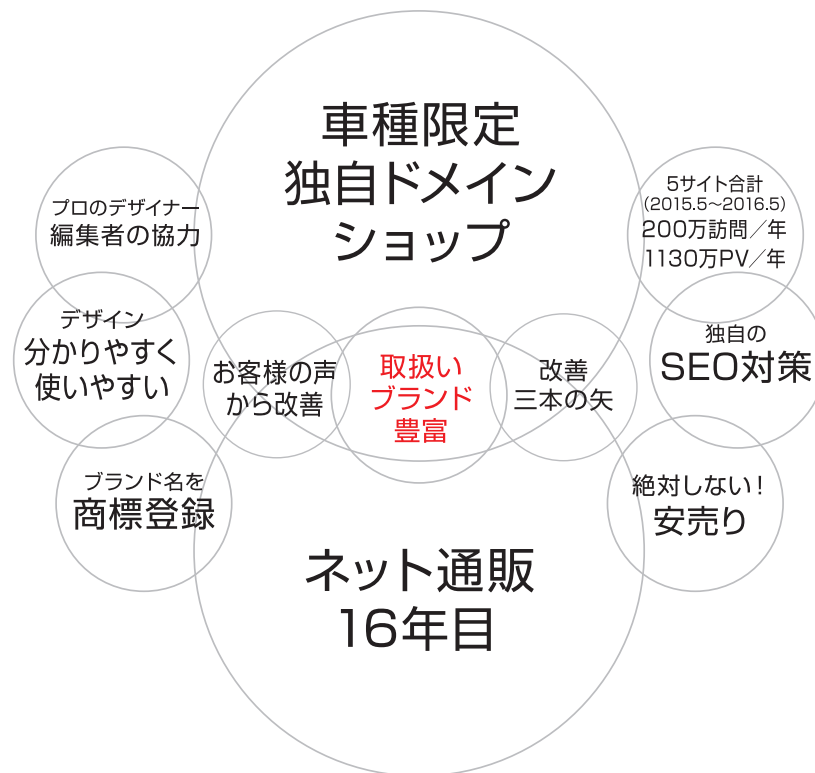 車種限定
独自ドメイン
ショップ
プロのデザイナー
編集者の協力
5サイト合計
(2015.5〜2016.5)
200万訪問／年
1130万PV／年
デザイン
分かりやすく
使いやすい
お客様の声
から改善
取扱い
ブランド
豊富
改善
三本の矢
独自の
SEO対策
ブランド名を
商標登録
絶対しない！
安売り
ネット通販
16年目